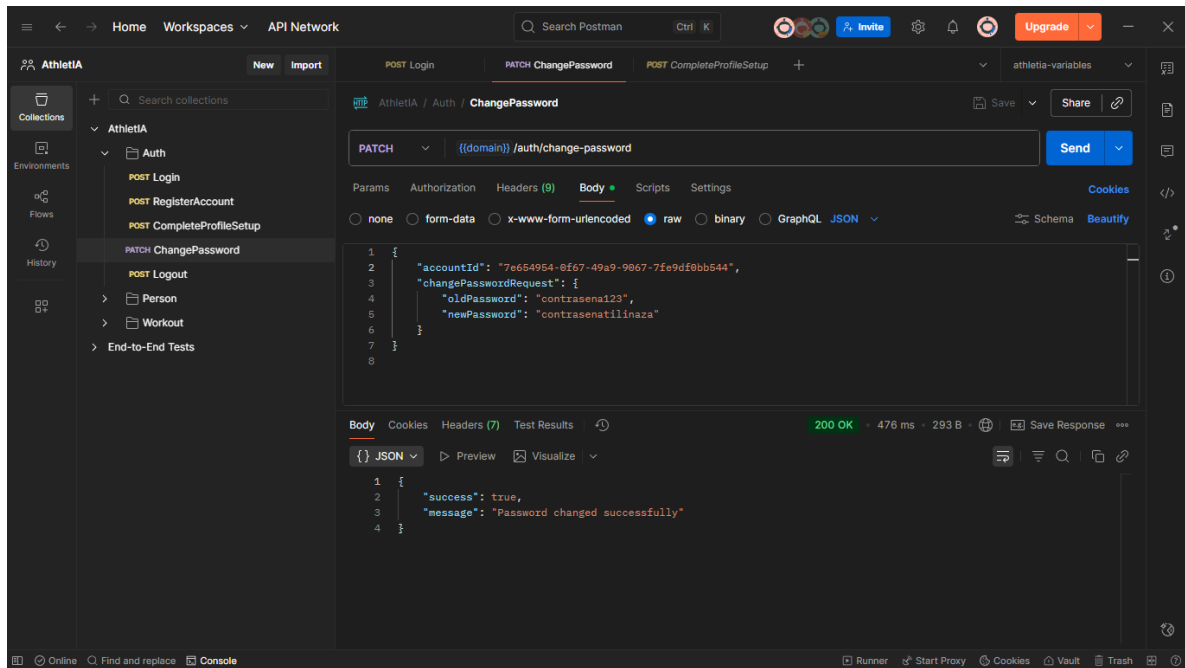 Home Workspaces API Network Search Postman Ctrl K Invite Upgrade
AthletIA New Import POST Login PATCH ChangePassword POST CompleteProfileSetup athletia-variables
Collections
Environments
Flows
History
Search collections
AthletIA
Auth
POST Login
POST RegisterAccount
POST CompleteProfileSetup
PATCH ChangePassword
POST Logout
Person
Workout
End-to-End Tests
HTTP AthletIA / Auth / ChangePassword Save Share
PATCH {{domain}} /auth/change-password Send
Params Authorization Headers (9) Body Scripts Settings Cookies
none form-data x-www-form-urlencoded raw binary GraphQL JSON Schema Beautify
1 {
2 "accountId": "7e654954-0f67-49a9-9067-7fe9df0bb544",
3 "changePasswordRequest": {
4 "oldPassword": "contrasena123",
5 "newPassword": "contrasenatilinaza"
6 }
7 }
8
Body Cookies Headers (7) Test Results 200 OK 476 ms 293 B e.g. Save Response
{} JSON Preview Visualize
1 {
2 "success": true,
3 "message": "Password changed successfully"
4 }
Online Find and replace Console Runner Start Proxy Cookies Vault Trash